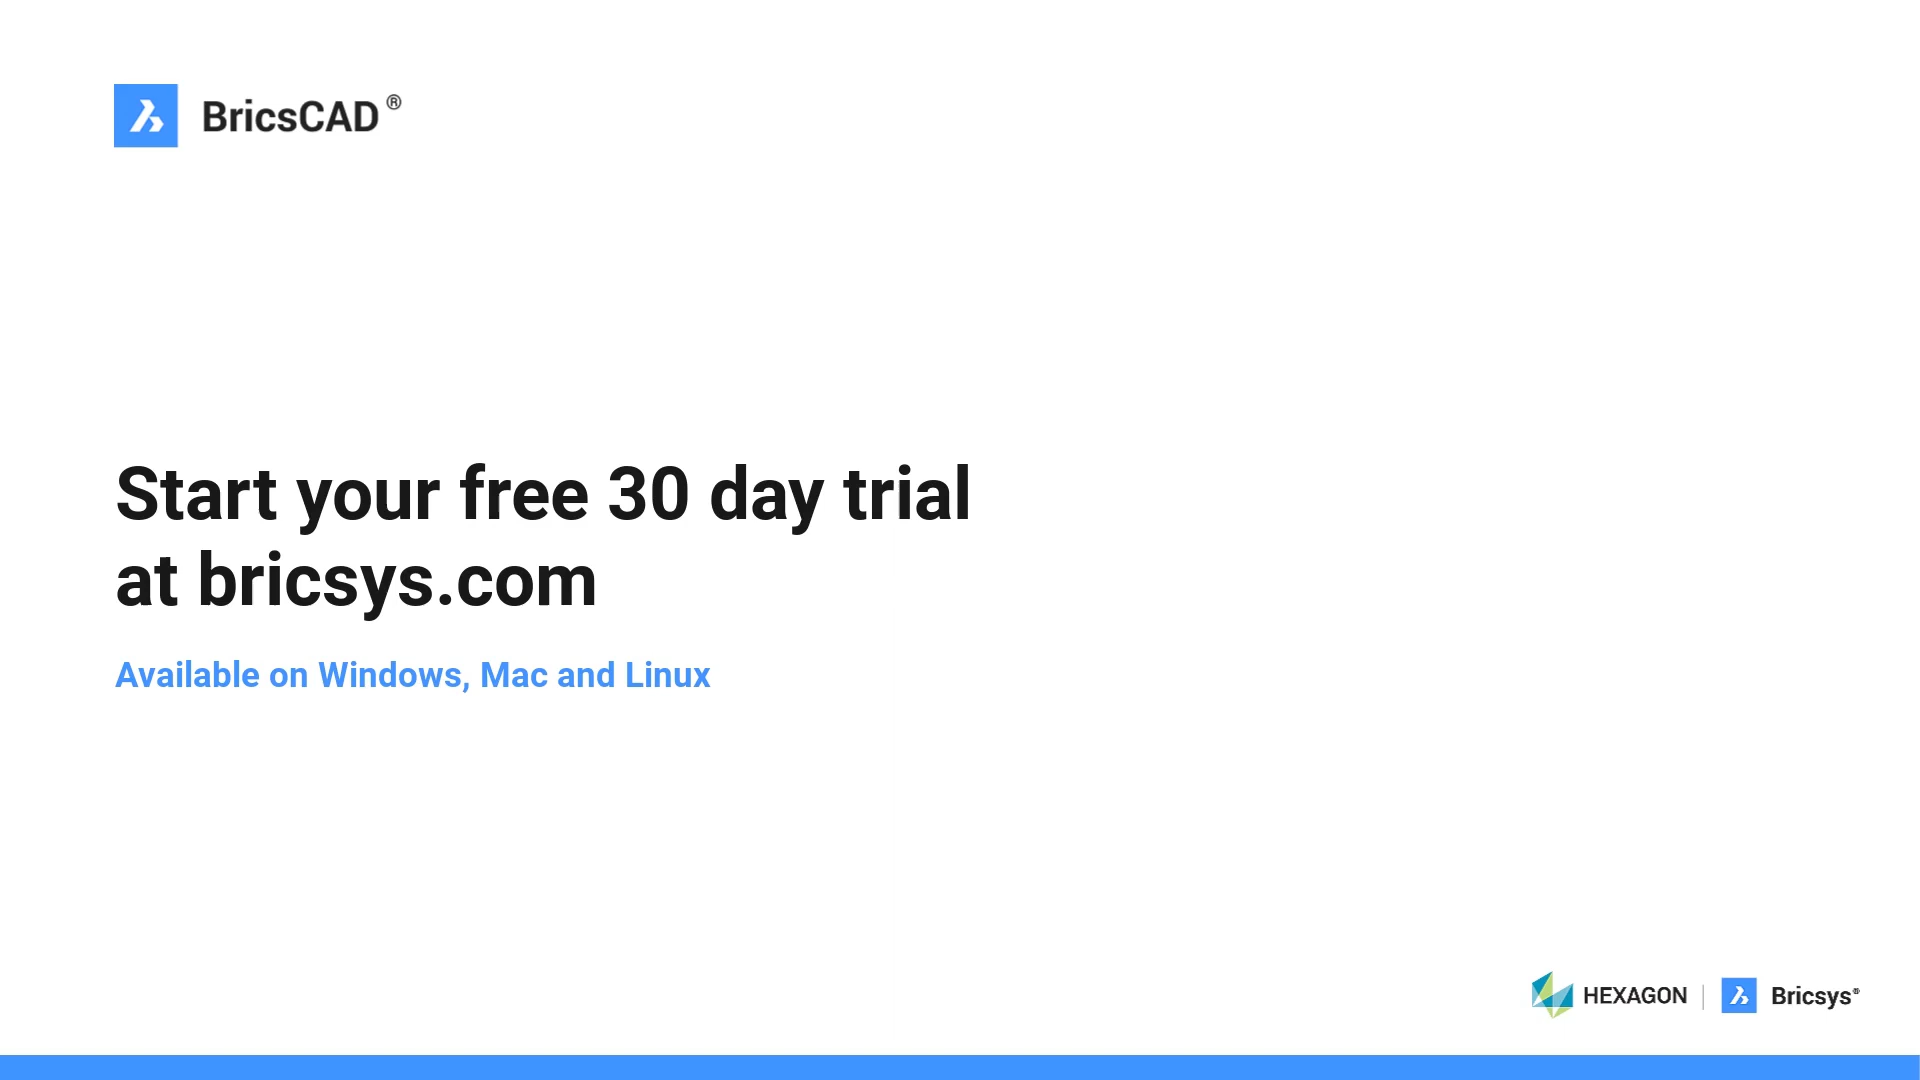 BricsCAD®
Start your free 30 day trial
at bricsys.com
Available on Windows, Mac and Linux
HEXAGON | Bricsys®